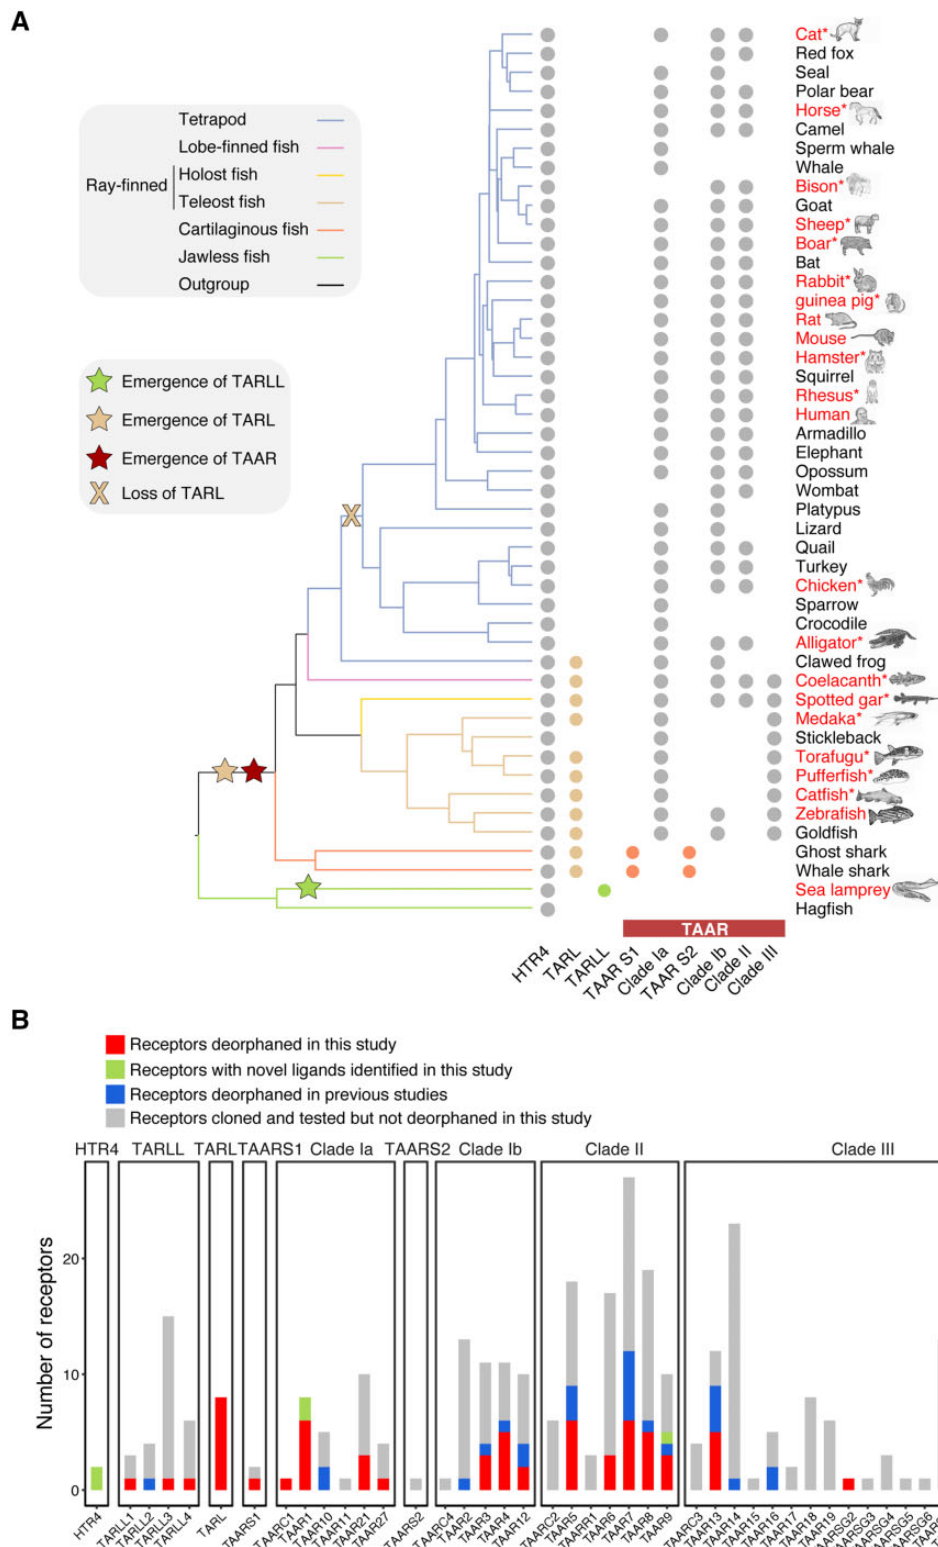 A
Tetrapod
Lobe-finned fish
Ray-finned
Holost fish
Teleost fish
Cartilaginous fish
Jawless fish
Outgroup
Emergence of TARLL
Emergence of TARL
Emergence of TAAR
Loss of TARL
Cat*
Red fox
Seal
Polar bear
Horse*
Camel
Sperm whale
Whale
Bison*
Goat
Sheep*
Boar*
Bat
Rabbit*
guinea pig*
Rat
Mouse
Hamster*
Squirrel
Rhesus*
Human
Armadillo
Elephant
Opossum
Wombat
Platypus
Lizard
Quail
Turkey
Chicken*
Sparrow
Crocodile
Alligator*
Clawed frog
Coelacanth*
Spotted gar*
Medaka*
Stickleback
Torafugu*
Pufferfish*
Catfish*
Zebrafish
Goldfish
Ghost shark
Whale shark
Sea lamprey
Hagfish
TAAR
HTR4
TARL
TARLL
TAAR S1
Clade Ia
TAAR S2
Clade Ib
Clade II
Clade III
B
Receptors deorphaned in this study
Receptors with novel ligands identified in this study
Receptors deorphaned in previous studies
Receptors cloned and tested but not deorphaned in this study
HTR4 TARLL TARL TAARS1 Clade Ia TAARS2 Clade Ib Clade II Clade III
Number of receptors
20
10
0
HTR4
TARLL1
TARLL2
TARLL3
TARLL4
TARL
TAARS1
TAARC1
TAAR1
TAAR10
TAAR11
TAAR21
TAAR27
TAARS2
TAARC4
TAAR2
TAAR3
TAAR4
TAAR12
TAARC2
TAAR5
TAARR1
TAAR6
TAAR7
TAAR8
TAAR9
TAARC3
TAAR13
TAAR14
TAAR15
TAAR16
TAAR17
TAAR18
TAAR19
TAARSG2
TAARSG3
TAARSG4
TAARSG5
TAARSG6